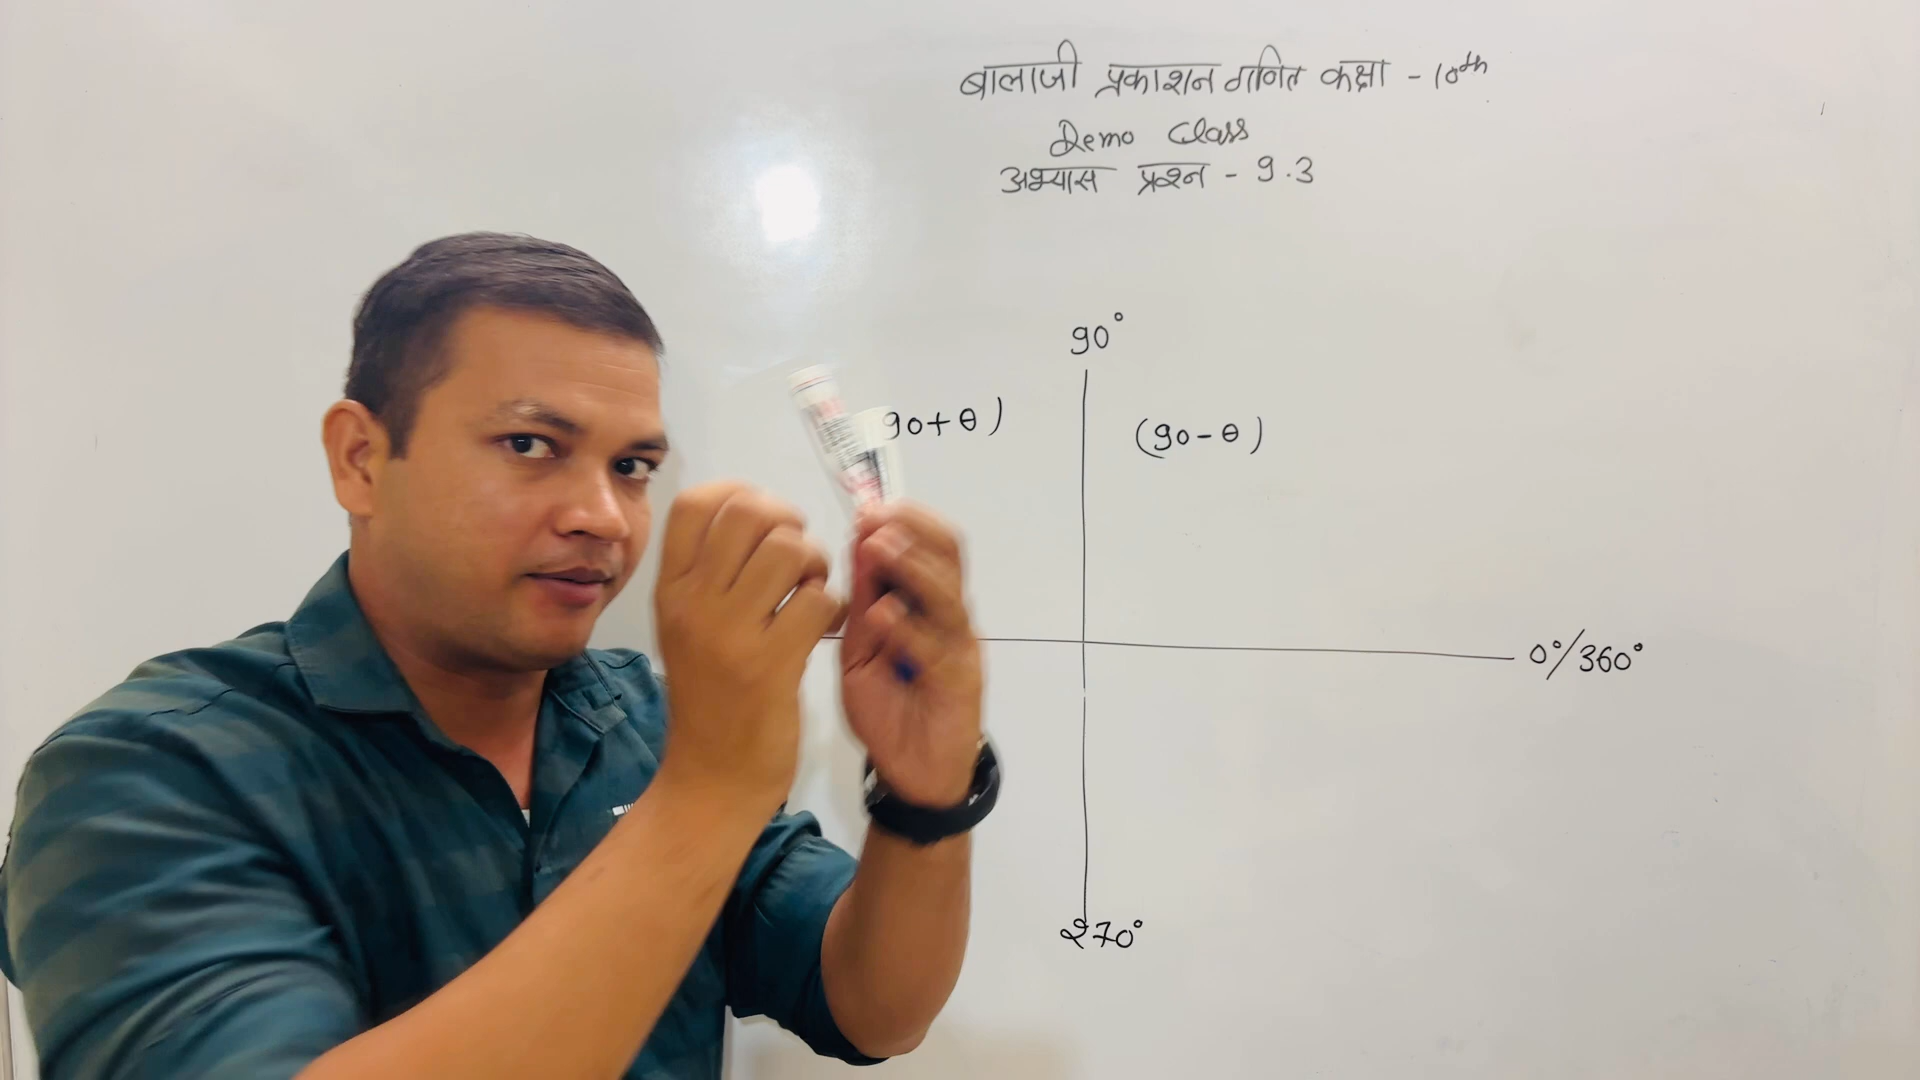 बालाजी प्रकाशन गणित कक्षा - 10th
Demo Class
अभ्यास प्रश्न - 9.3
90°
90+θ)
(90-θ)
0°/360°
270°